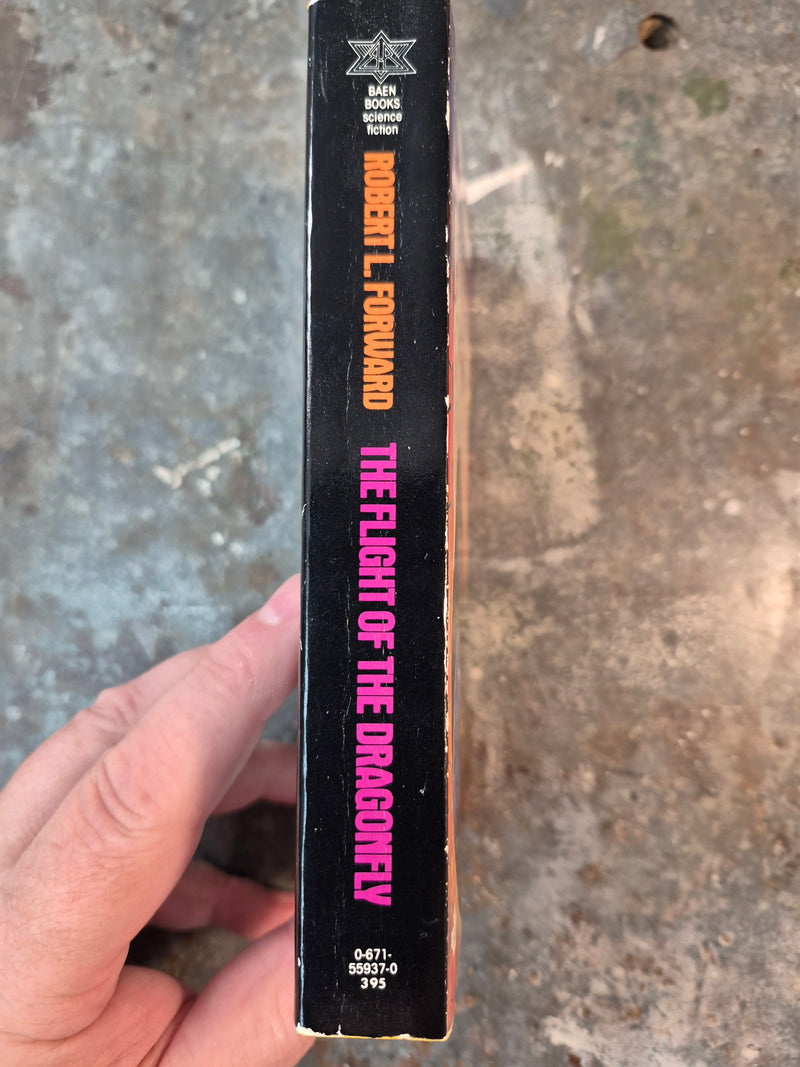 BAEN
BOOKS
science
fiction
ROBERT L. FORWARD
THE FLIGHT OF THE DRAGONFLY
0-671-
55937-0
395